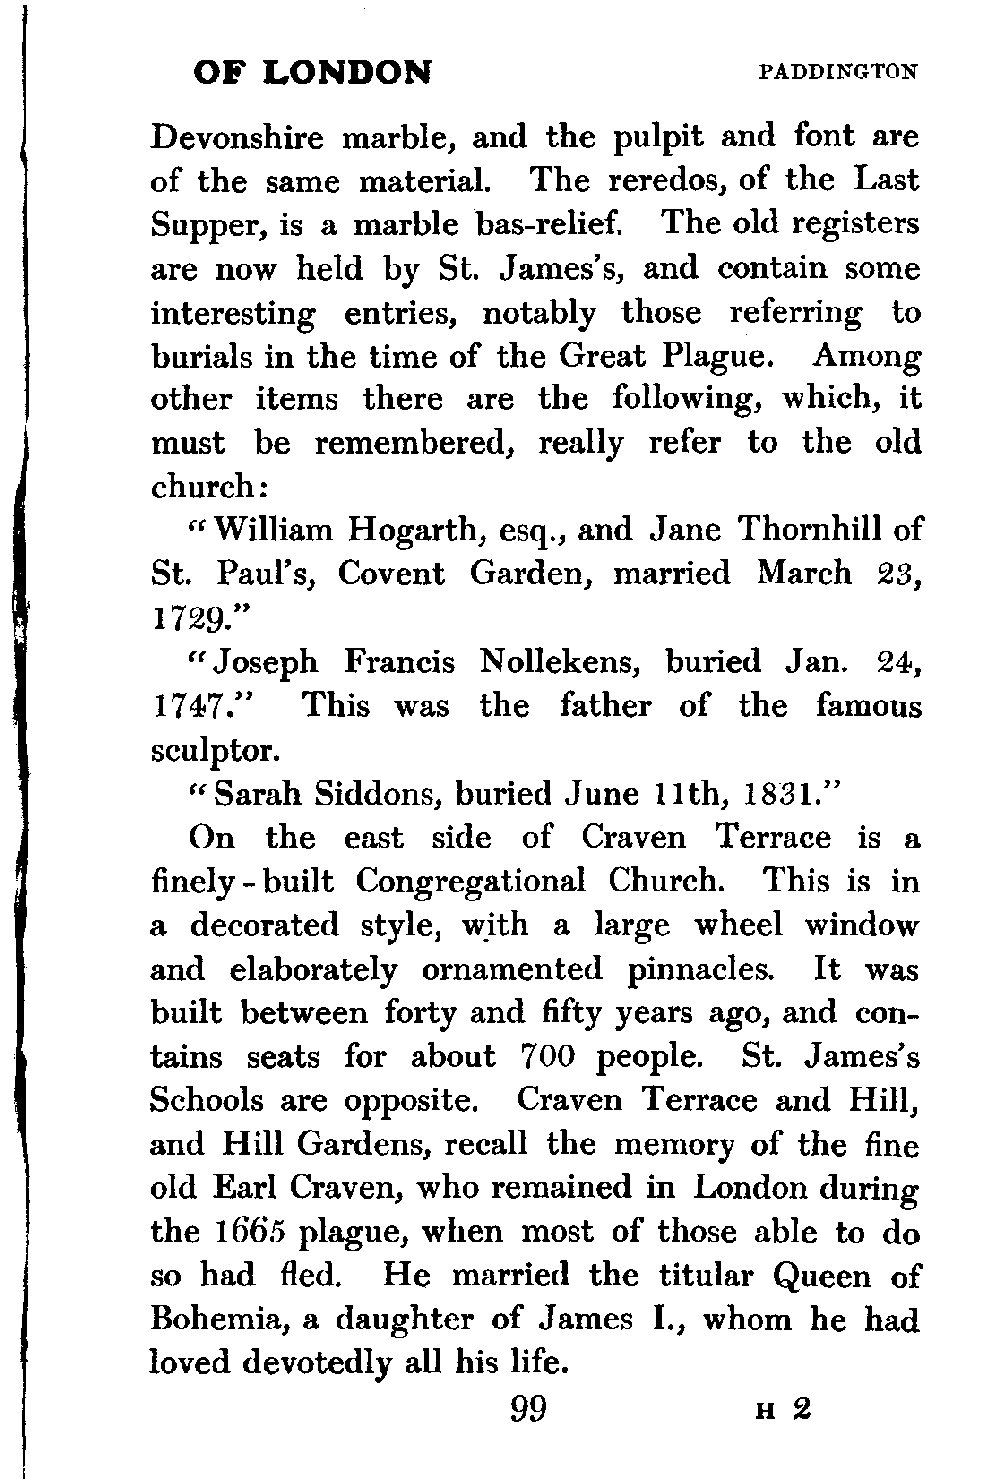 OF LONDON PADDINGTON
Devonshire marble, and the pulpit and font are
of the same material. The reredos, of the Last
Supper, is a marble bas-relief. The old registers
are now held by St. James's, and contain some
interesting entries, notably those referring to
burials in the time of the Great Plague. Among
other items there are the following, which, it
must be remembered, really refer to the old
church:
"William Hogarth, esq., and Jane Thornhill of
St. Paul's, Covent Garden, married March 23,
1729."
"Joseph Francis Nollekens, buried Jan. 24,
1747." This was the father of the famous
sculptor.
"Sarah Siddons, buried June 11th, 1831."
On the east side of Craven Terrace is a
finely-built Congregational Church. This is in
a decorated style, with a large wheel window
and elaborately ornamented pinnacles. It was
built between forty and fifty years ago, and con-
tains seats for about 700 people. St. James's
Schools are opposite. Craven Terrace and Hill,
and Hill Gardens, recall the memory of the fine
old Earl Craven, who remained in London during
the 1665 plague, when most of those able to do
so had fled. He married the titular Queen of
Bohemia, a daughter of James I., whom he had
loved devotedly all his life.
99 H 2